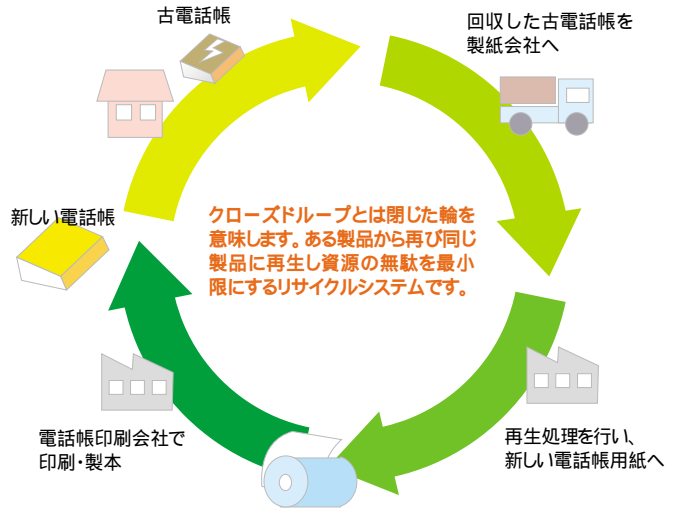 古電話帳
回収した古電話帳を
製紙会社へ
新しい電話帳
クローズドループとは閉じた輪を
意味します。ある製品から再び同じ
製品に再生し資源の無駄を最小
限にするリサイクルシステムです。
電話帳印刷会社で
印刷・製本
再生処理を行い、
新しい電話帳用紙へ